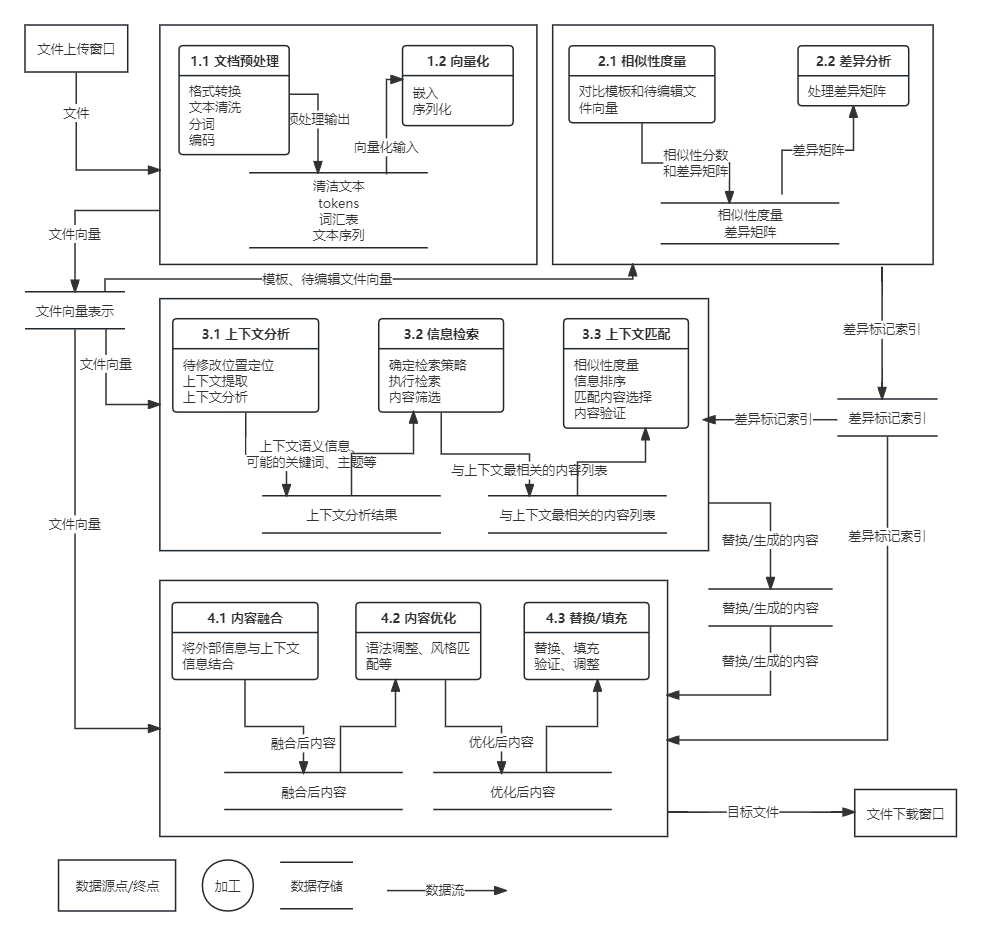 文件上传窗口
文件
1.1 文档预处理
格式转换
文本清洗
分词
编码
预处理输出
1.2 向量化
嵌入
序列化
向量化输入
清洁文本
tokens
词汇表
文本序列
2.1 相似性度量
对比模板和待编辑文
件向量
相似性分数
和差异矩阵
2.2 差异分析
处理差异矩阵
差异矩阵
相似性度量
差异矩阵
文件向量
模板、待编辑文件向量
文件向量表示
文件向量
文件向量
差异标记索引
差异标记索引
差异标记索引
差异标记索引
3.1 上下文分析
待修改位置定位
上下文提取
上下文分析
上下文语义信息、
可能的关键词、主题等
上下文分析结果
3.2 信息检索
确定检索策略
执行检索
内容筛选
与上下文最相关的内容列表
与上下文最相关的内容列表
3.3 上下文匹配
相似性度量
信息排序
匹配内容选择
内容验证
替换/生成的内容
替换/生成的内容
替换/生成的内容
4.1 内容融合
将外部信息与上下文
信息结合
融合后内容
融合后内容
4.2 内容优化
语法调整、风格匹
配等
优化后内容
优化后内容
4.3 替换/填充
替换、填充
验证、调整
目标文件
文件下载窗口
数据源点/终点
加工
数据存储
数据流